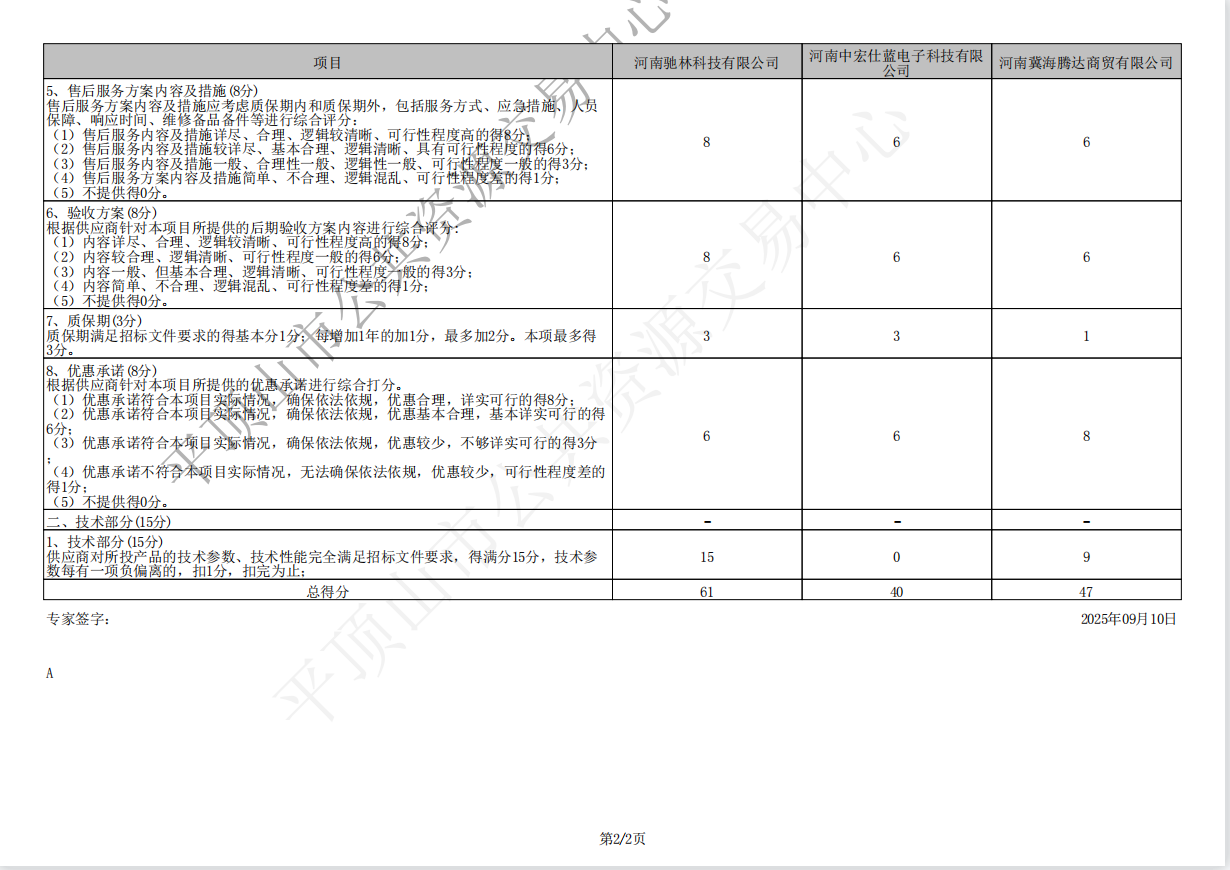 项目
河南驰林科技有限公司
河南中宏仕蓝电子科技有限
公司
河南冀海腾达商贸有限公司
5、售后服务方案内容及措施(8分)
售后服务方案内容及措施应考虑质保期内和质保期外，包括服务方式、应急措施、人员
保障、响应时间、维修备品备件等进行综合评分：
（1）售后服务内容及措施详尽、合理、逻辑较清晰、可行性程度高的得8分；
（2）售后服务内容及措施较详尽、基本合理、逻辑清晰、具有可行性程度的得6分；
（3）售后服务内容及措施一般、合理性一般、逻辑性一般、可行性程度一般的得3分；
（4）售后服务方案内容及措施简单、不合理、逻辑混乱、可行性程度差的得1分；
（5）不提供得0分。
8
6
6
6、验收方案(8分)
根据供应商针对本项目所提供的后期验收方案内容进行综合评分：
（1）内容详尽、合理、逻辑较清晰、可行性程度高的得8分；
（2）内容较合理、逻辑清晰、可行性程度一般的得6分；
（3）内容一般、但基本合理、逻辑清晰、可行性程度一般的得3分；
（4）内容简单、不合理、逻辑混乱、可行性程度差的得1分；
（5）不提供得0分。
8
6
6
7、质保期(3分)
质保期满足招标文件要求的得基本分1分；每增加1年的加1分，最多加2分。本项最多得
3分。
3
3
1
8、优惠承诺(8分)
根据供应商针对本项目所提供的优惠承诺进行综合打分。
（1）优惠承诺符合本项目实际情况，确保依法依规，优惠合理，详实可行的得8分；
（2）优惠承诺符合本项目实际情况，确保依法依规，优惠基本合理，基本详实可行的得
6分；
（3）优惠承诺符合本项目实际情况，确保依法依规，优惠较少，不够详实可行的得3分
；
（4）优惠承诺不符合本项目实际情况，无法确保依法依规，优惠较少，可行性程度差的
得1分；
（5）不提供得0分。
6
6
8
二、技术部分(15分)
-
-
-
1、技术部分(15分)
供应商对所投产品的技术参数、技术性能完全满足招标文件要求，得满分15分，技术参
数每有一项负偏离的，扣1分，扣完为止；
15
0
9
总得分
61
40
47
专家签字：
2025年09月10日
A
第2/2页
平顶山市公共资源交易中心
平顶山市公共资源交易中心